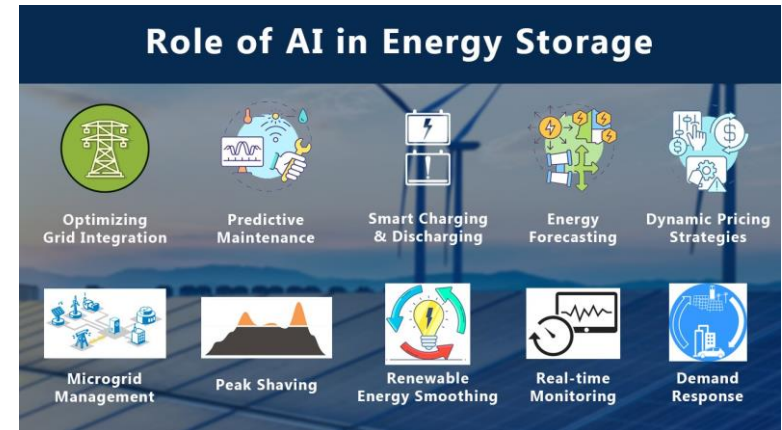 Role of AI in Energy Storage
Optimizing
Grid Integration
Predictive
Maintenance
Smart Charging
& Discharging
Energy
Forecasting
Dynamic Pricing
Strategies
Microgrid
Management
Peak Shaving
Renewable
Energy Smoothing
Real-time
Monitoring
Demand
Response